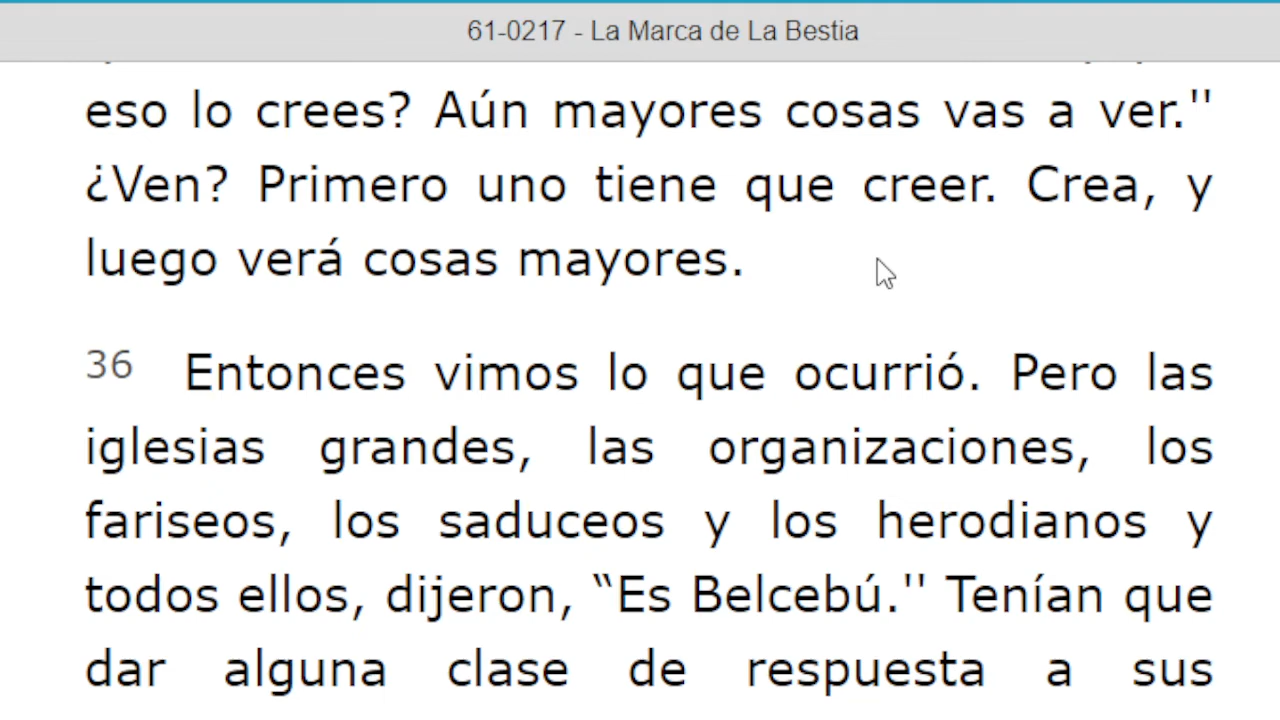 61-0217 - La Marca de La Bestia
eso lo crees? Aún mayores cosas vas a ver."
¿Ven? Primero uno tiene que creer. Crea, y
luego verá cosas mayores.
36 Entonces vimos lo que ocurrió. Pero las
iglesias grandes, las organizaciones, los
fariseos, los saduceos y los herodianos y
todos ellos, dijeron, “Es Belcebú." Tenían que
dar alguna clase de respuesta a sus